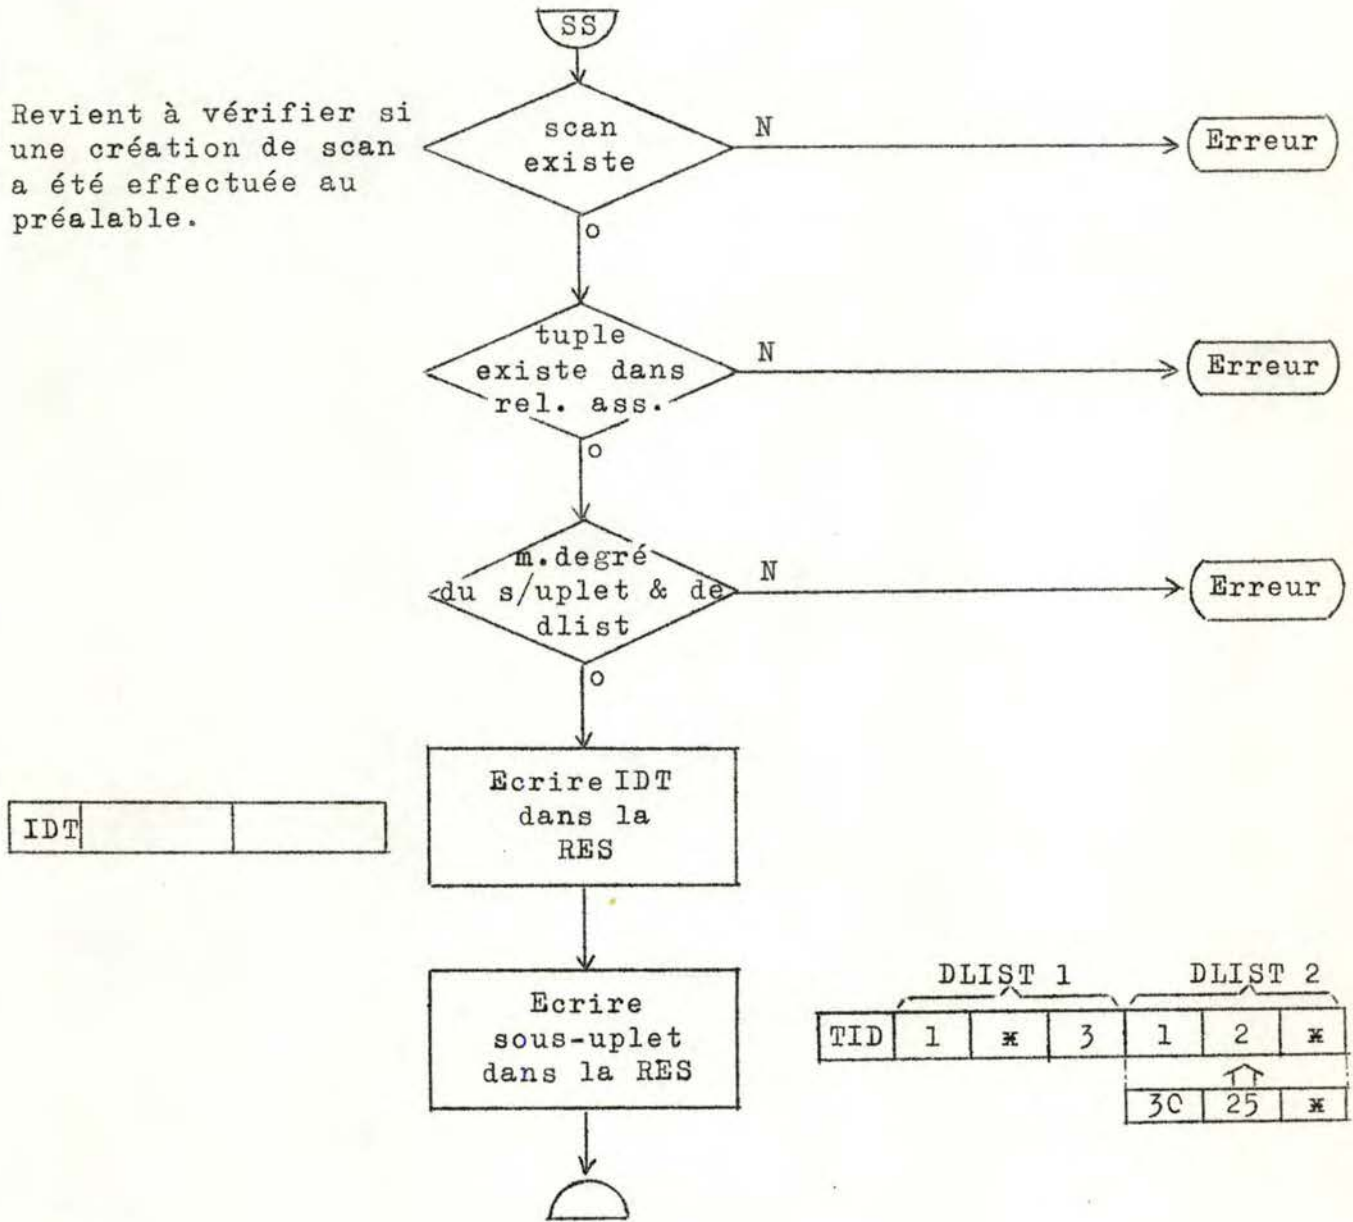 SS
Revient à vérifier si
une création de scan
a été effectuée au
préalable.
scan
existe
N
Erreur
o
tuple
existe dans
rel. ass.
N
Erreur
o
m.degré
du s/uplet & de
dlist
N
Erreur
o
Ecrire IDT
dans la
RES
IDT
Ecrire
sous-uplet
dans la RES
DLIST 1 DLIST 2
TID 1 * 3 1 2 *
30 25 *